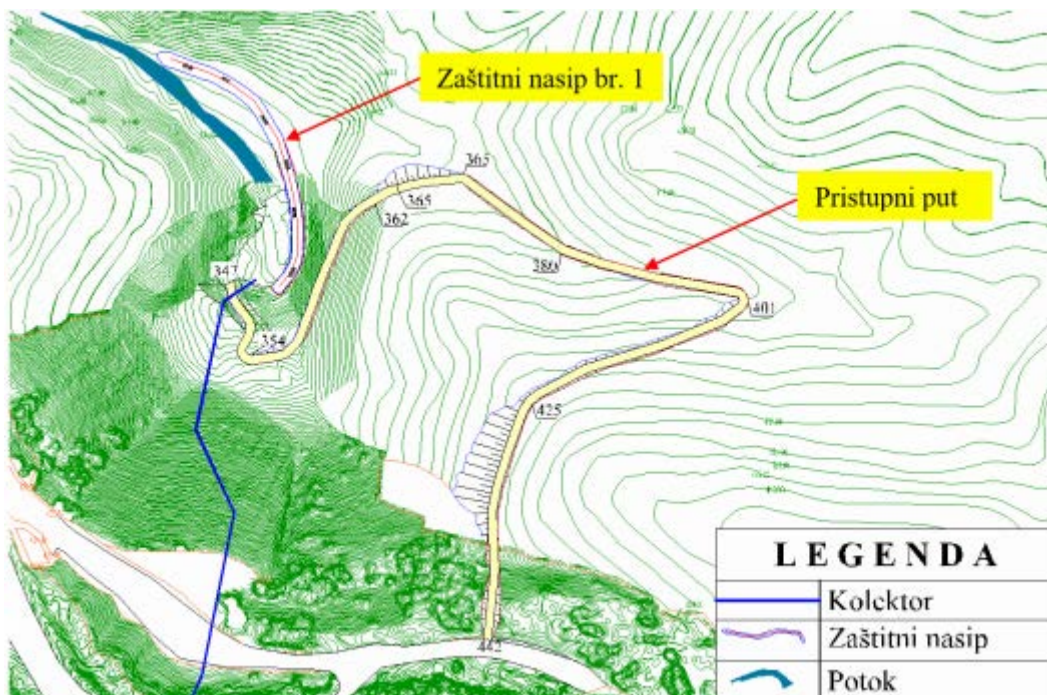 Zaštitni nasip br. 1
365
Pristupni put
365
362
380
347
401
354
425
LEGENDA
Kolektor
Zaštitni nasip
442
Potok